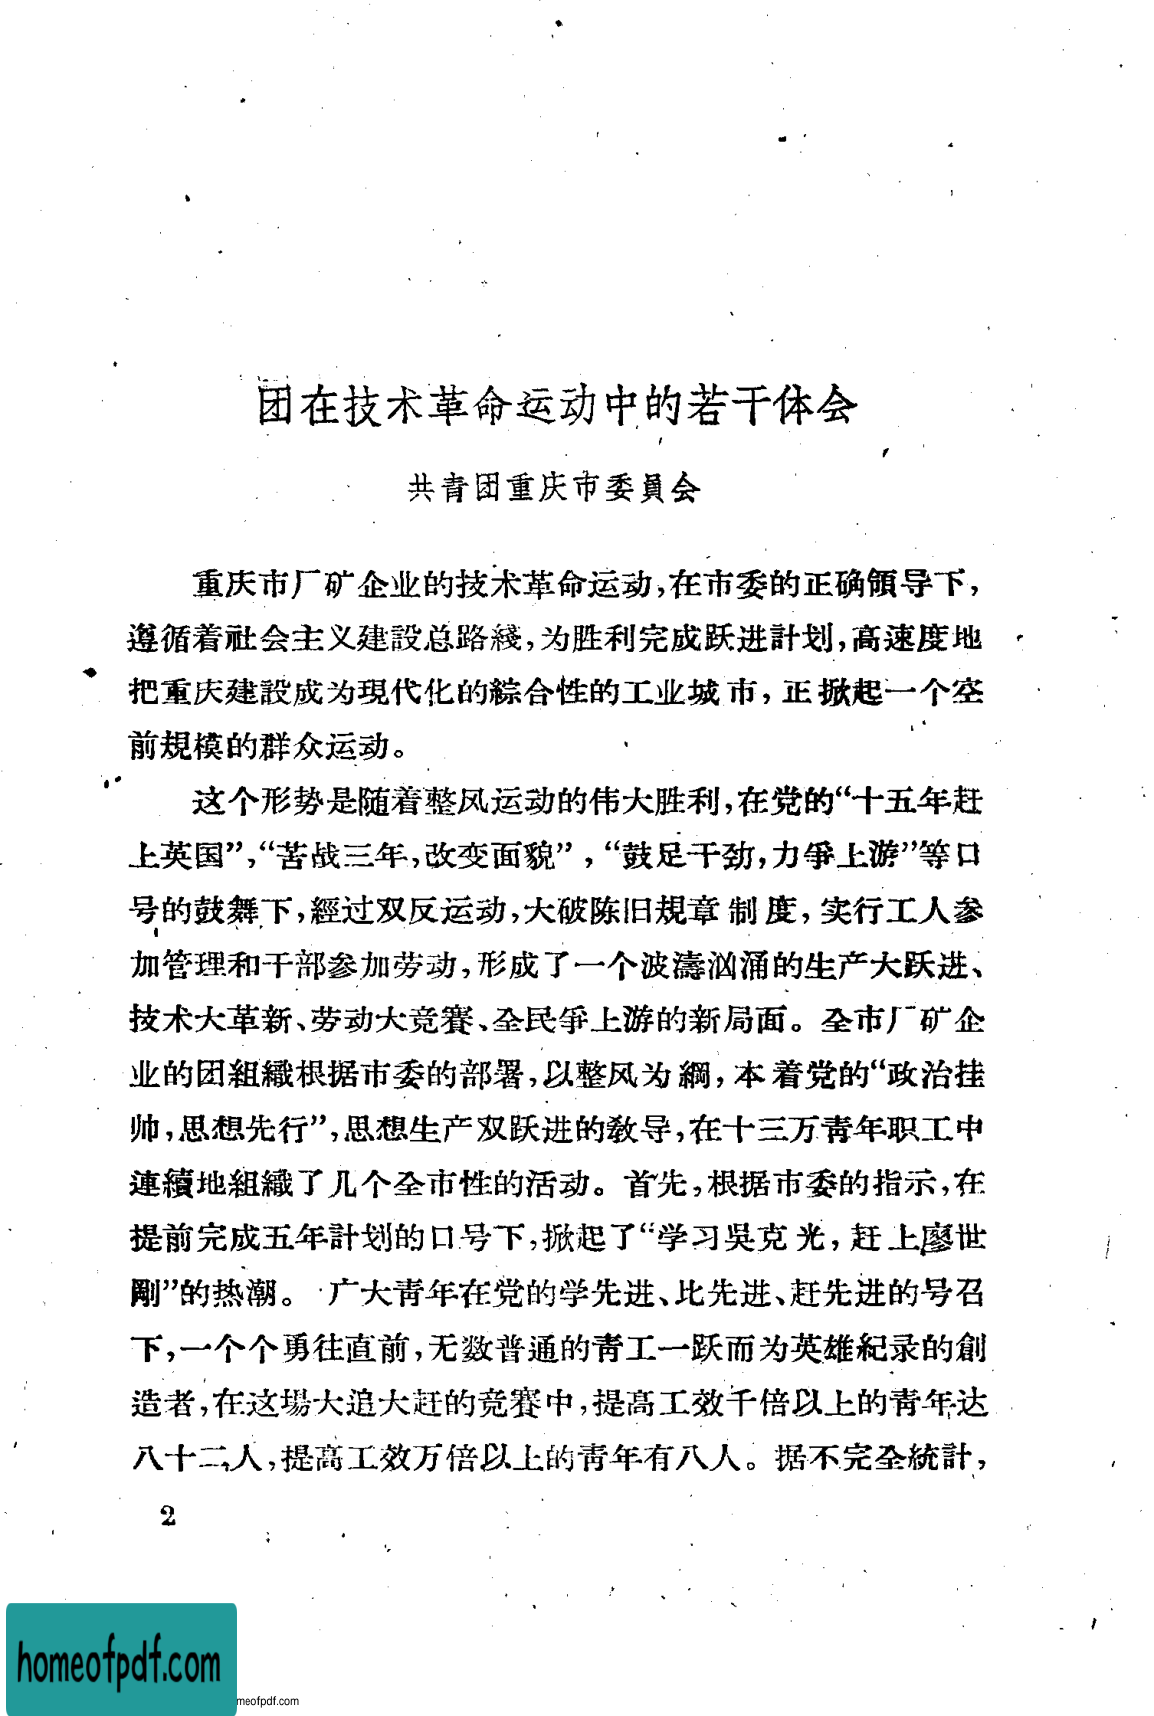 团在技术革命运动中的若干体会
共青团重庆市委員会
重庆市厂矿企业的技术革命运动,在市委的正确領导下,
遵循着社会主义建設总路綫,为胜利完成跃进計划,高速度地
把重庆建設成为現代化的綜合性的工业城市,正掀起一个空
前規模的群众运动。
这个形势是随着整风运动的伟大胜利,在党的“十五年赶
上英国”,“苦战三年,改变面貌”,“鼓足干劲,力爭上游”等口
号的鼓舞下,經过双反运动,大破陈旧規章制度,实行工人参
加管理和干部参加劳动,形成了一个波濤汹涌的生产大跃进、
技术大革新、劳动大竞賽、全民爭上游的新局面。全市厂矿企
业的团組織根据市委的部署,以整风为綱,本着党的“政治挂
帅,思想先行”,思想生产双跃进的教导,在十三万靑年职工中
連續地組織了几个全市性的活动。首先,根据市委的指示,在
提前完成五年計划的口号下,掀起了“学习吳克光,赶上廖世
剛”的热潮。广大靑年在党的学先进、比先进、赶先进的号召
下,一个个勇往直前,无数普通的靑工一跃而为英雄紀录的創
造者,在这場大追大赶的竞賽中,提高工效千倍以上的靑年达
八十二人,提高工效万倍以上的靑年有八人。据不完全統計,
2
homeofpdf.com
meofpdf.com